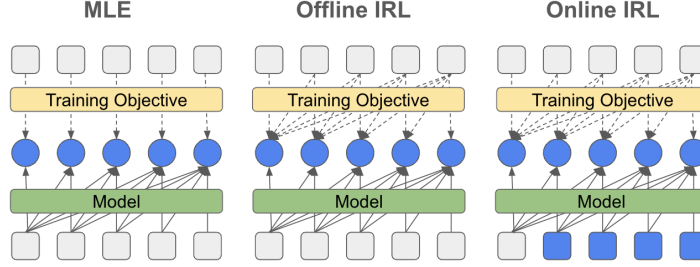 MLE
Offline IRL
Online IRL
Training Objective
Training Objective
Training Objective
Model
Model
Model